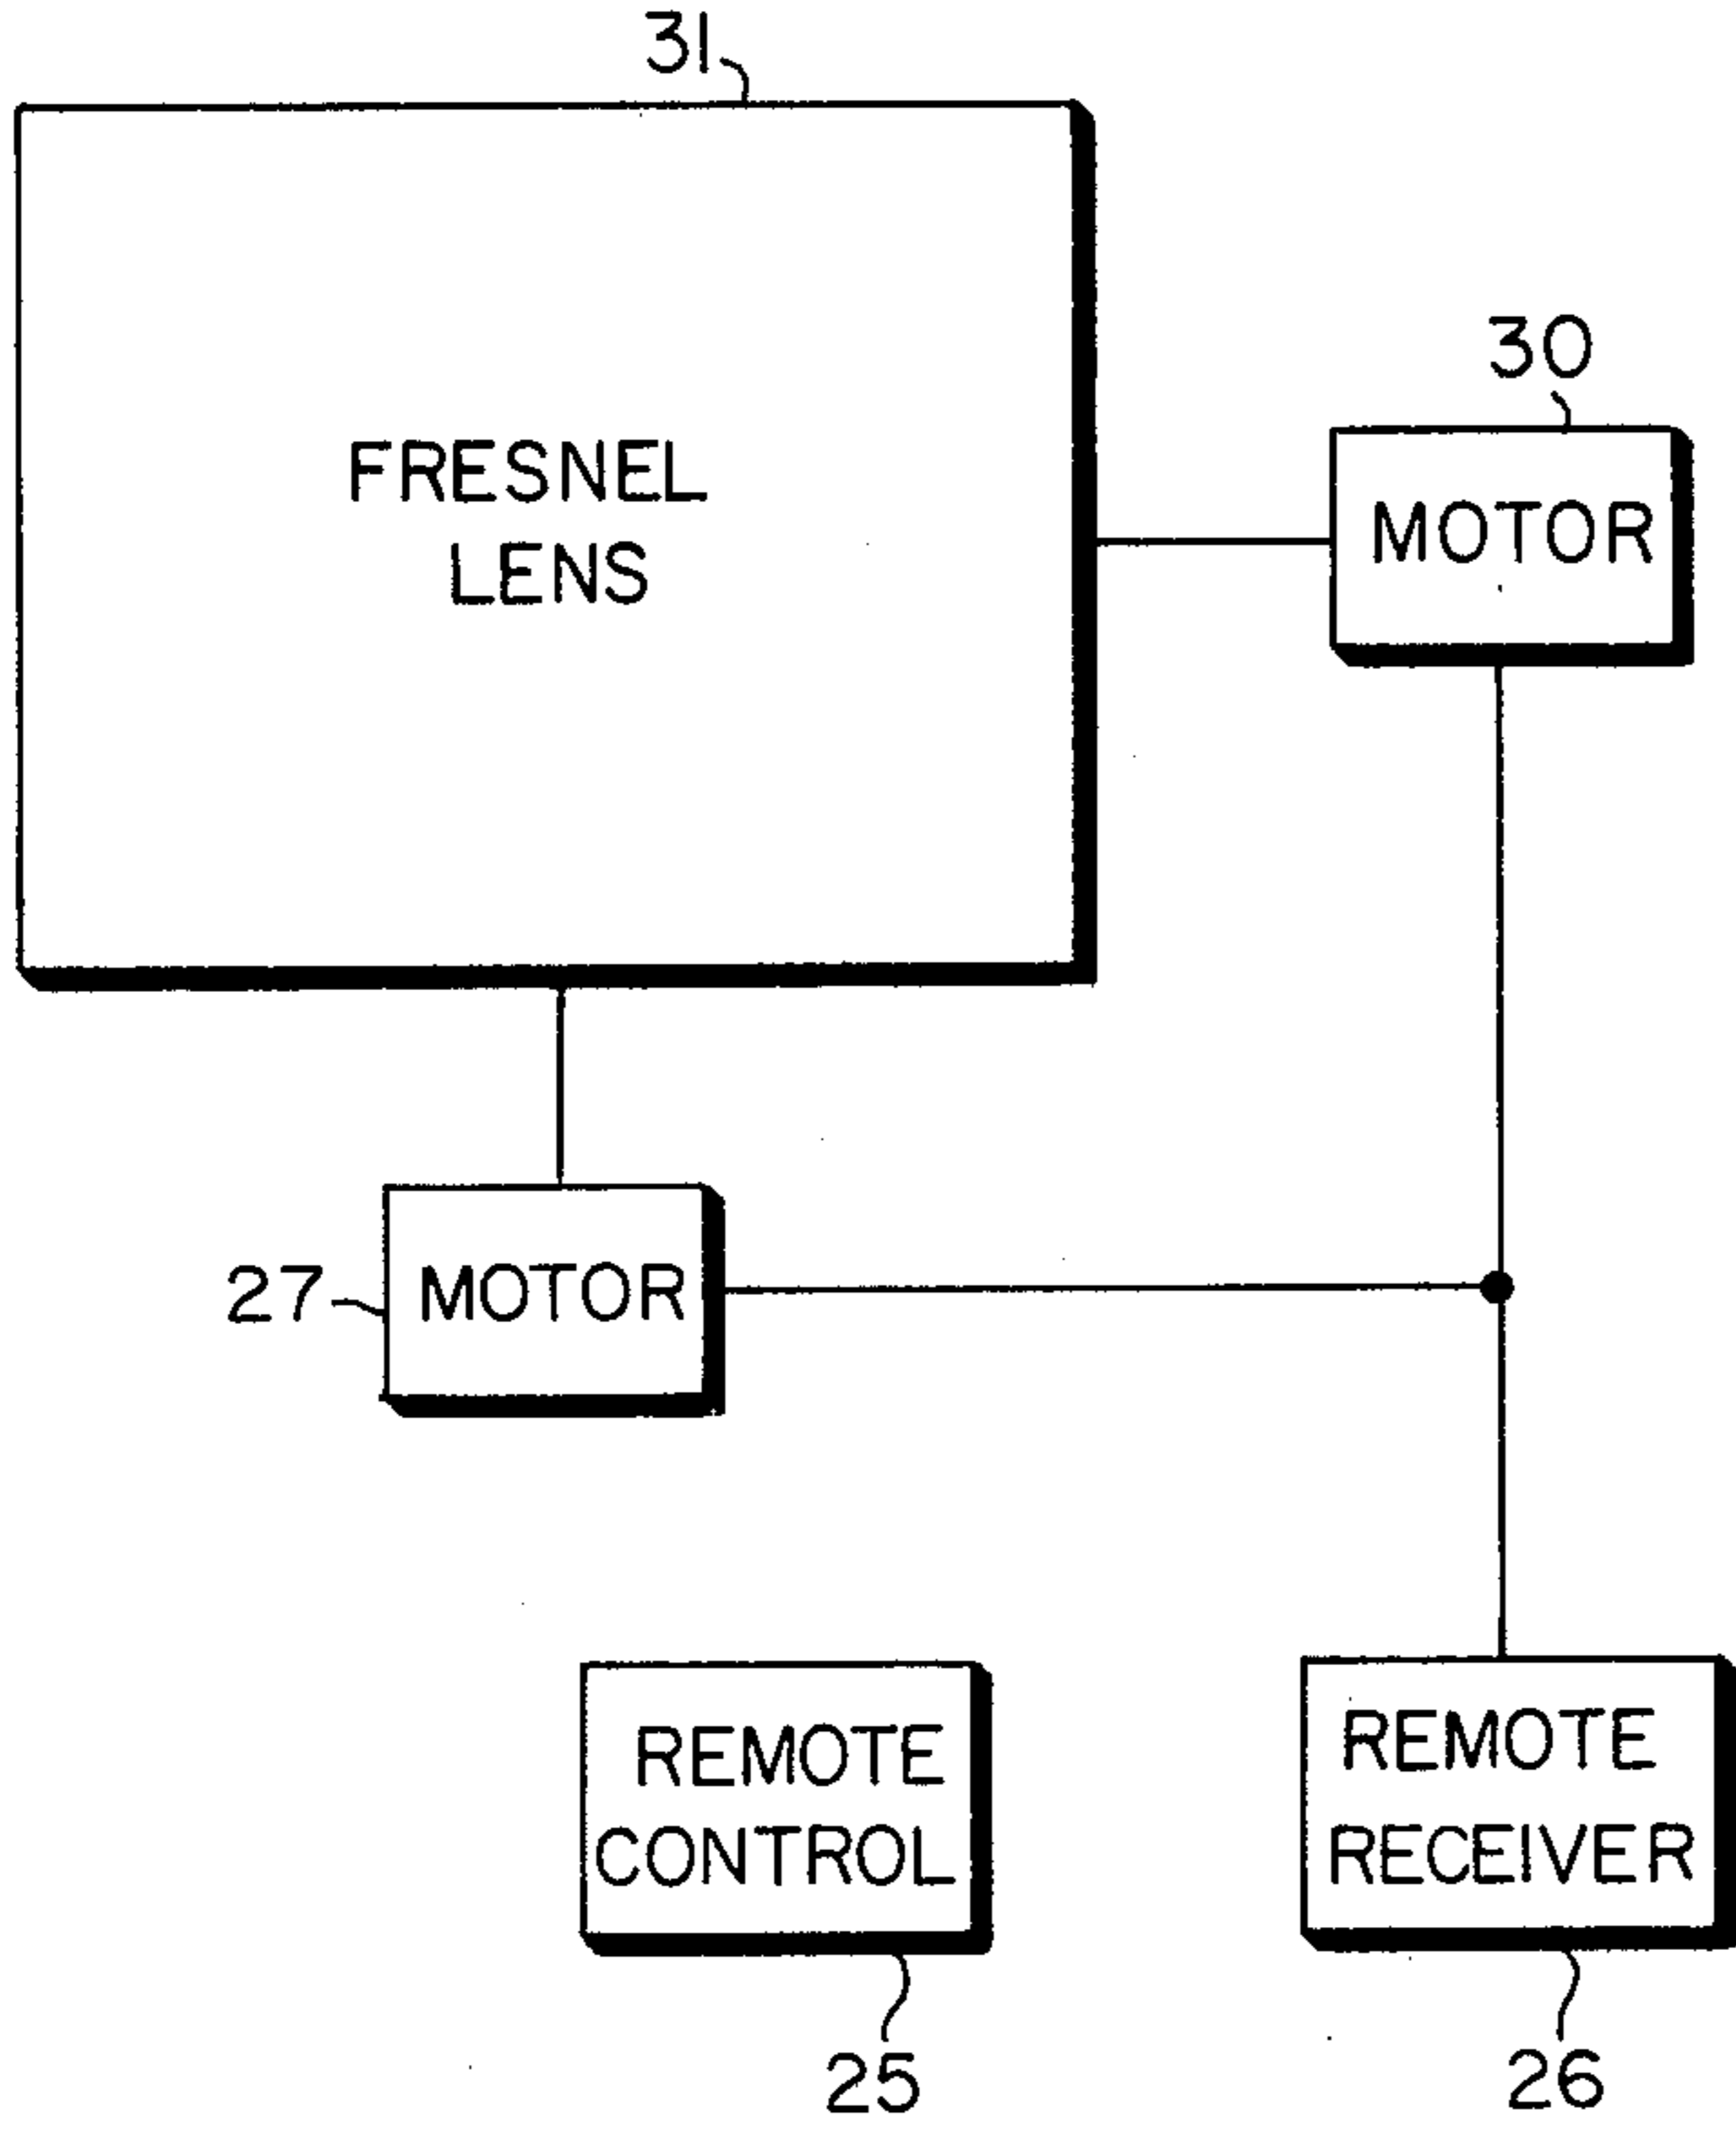 31
FRESNEL
LENS
30
MOTOR
27
MOTOR
REMOTE
CONTROL
25
REMOTE
RECEIVER
26